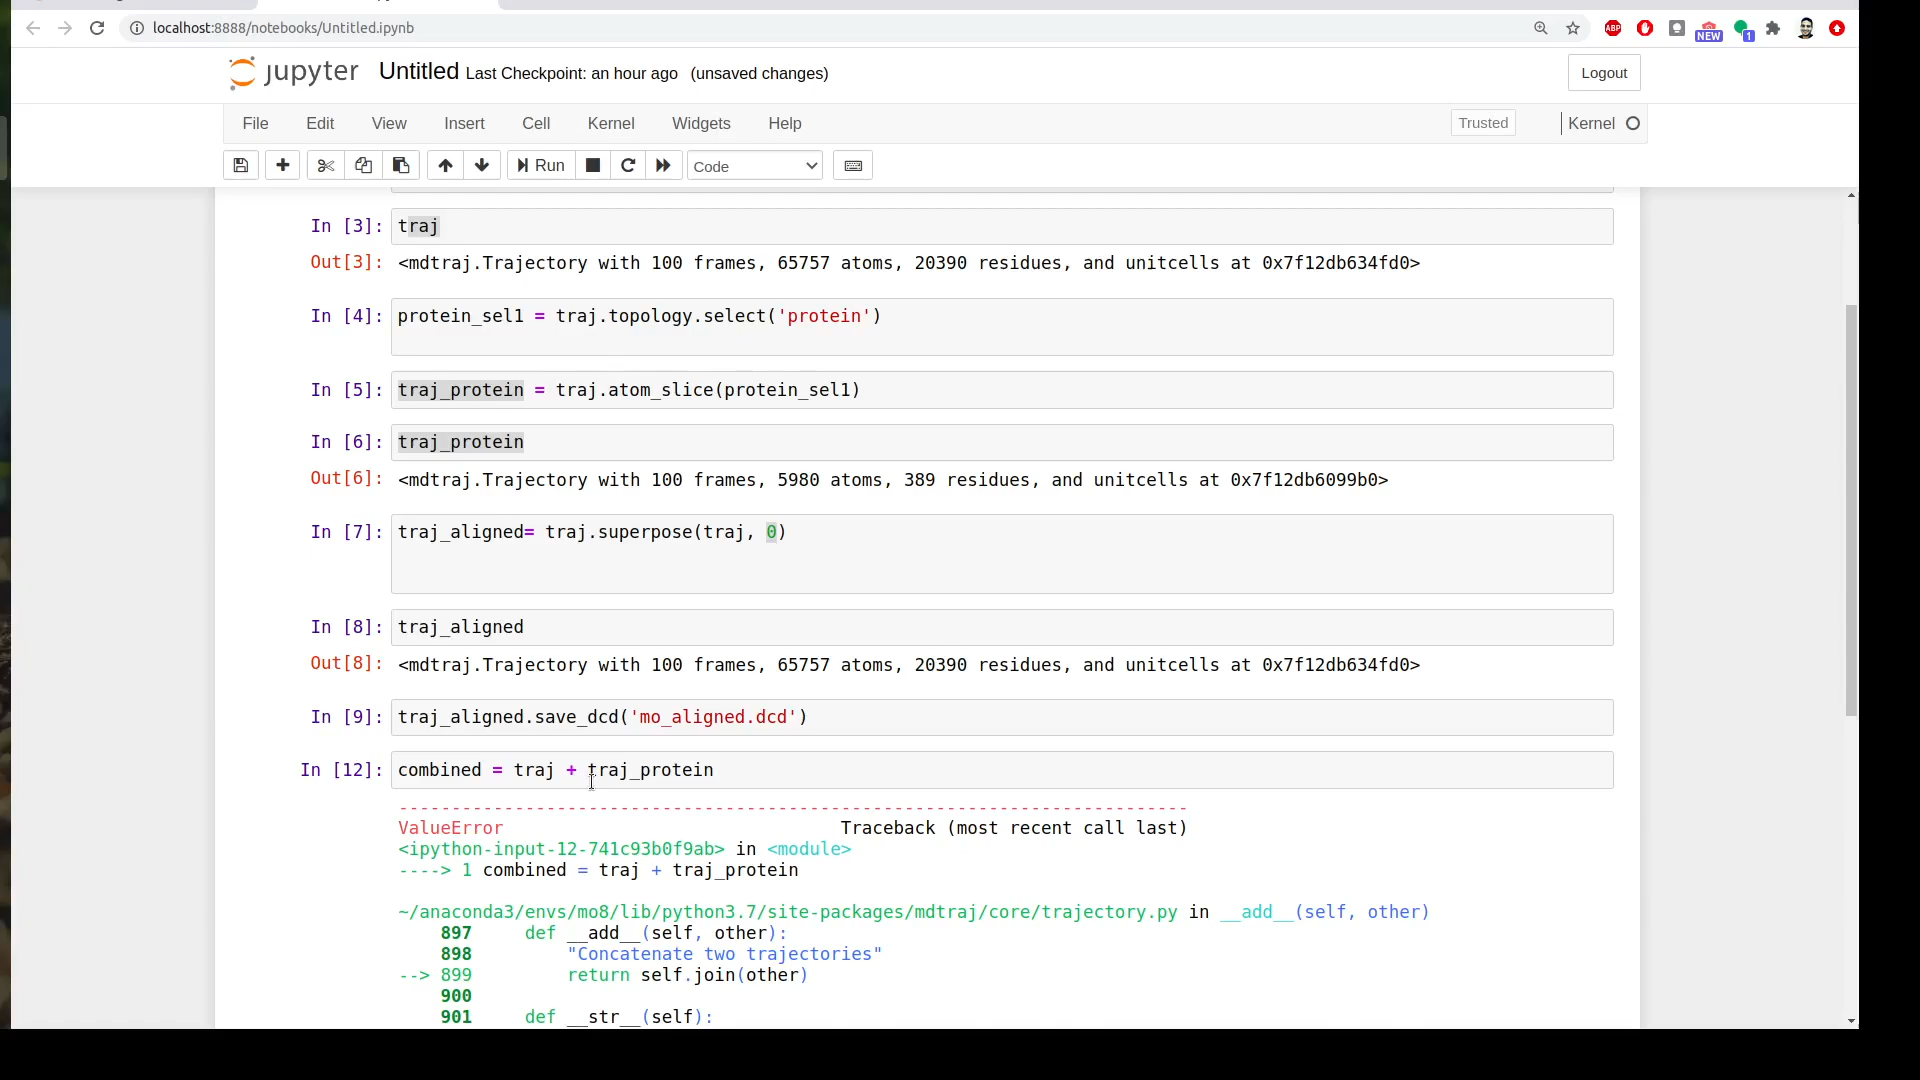 localhost:8888/notebooks/Untitled.ipynb
ABP
NEW
1
jupyter
Untitled Last Checkpoint: an hour ago (unsaved changes)
Logout
File Edit View Insert Cell Kernel Widgets Help
Trusted
Kernel
Run
Code
In [3]: traj
Out[3]: <mdtraj.Trajectory with 100 frames, 65757 atoms, 20390 residues, and unitcells at 0x7f12db634fd0>
In [4]: protein_sel1 = traj.topology.select('protein')
In [5]: traj_protein = traj.atom_slice(protein_sel1)
In [6]: traj_protein
Out[6]: <mdtraj.Trajectory with 100 frames, 5980 atoms, 389 residues, and unitcells at 0x7f12db6099b0>
In [7]: traj_aligned= traj.superpose(traj, 0)
In [8]: traj_aligned
Out[8]: <mdtraj.Trajectory with 100 frames, 65757 atoms, 20390 residues, and unitcells at 0x7f12db634fd0>
In [9]: traj_aligned.save_dcd('mo_aligned.dcd')
In [12]: combined = traj + traj_protein
---------------------------------------------------------------------------
ValueError Traceback (most recent call last)
<ipython-input-12-741c93b0f9ab> in <module>
----> 1 combined = traj + traj_protein
~/anaconda3/envs/mo8/lib/python3.7/site-packages/mdtraj/core/trajectory.py in __add__(self, other)
897 def __add__(self, other):
898 "Concatenate two trajectories"
--> 899 return self.join(other)
900
901 def __str__(self):